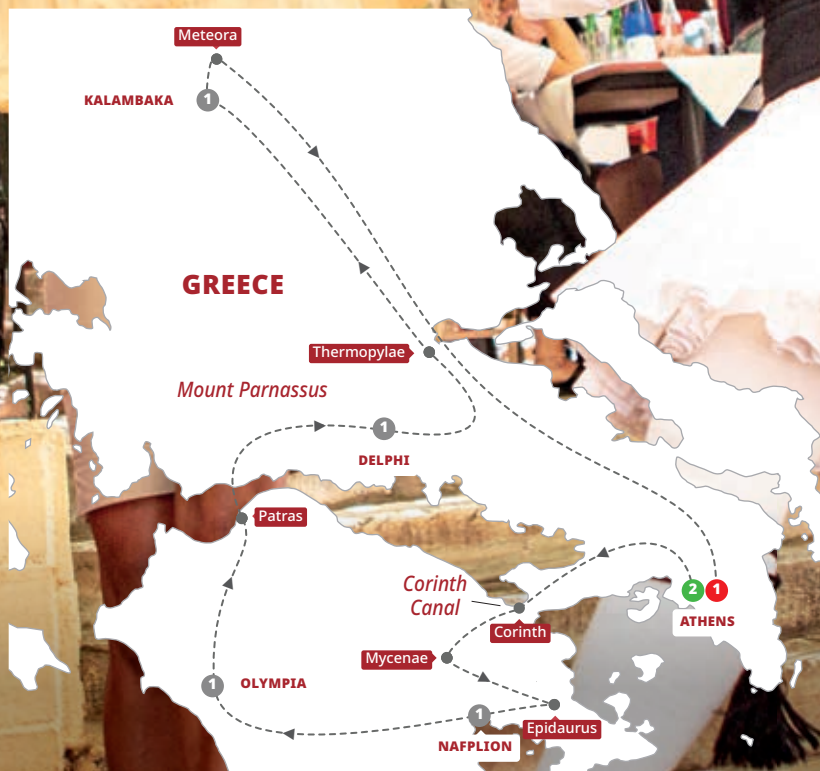 Meteora
KALAMBAKA
1
GREECE
Thermopylae
Mount Parnassus
1
DELPHI
Patras
Corinth
Canal
2
1
ATHENS
Corinth
Mycenae
1
OLYMPIA
1
Epidaurus
NAFPLION